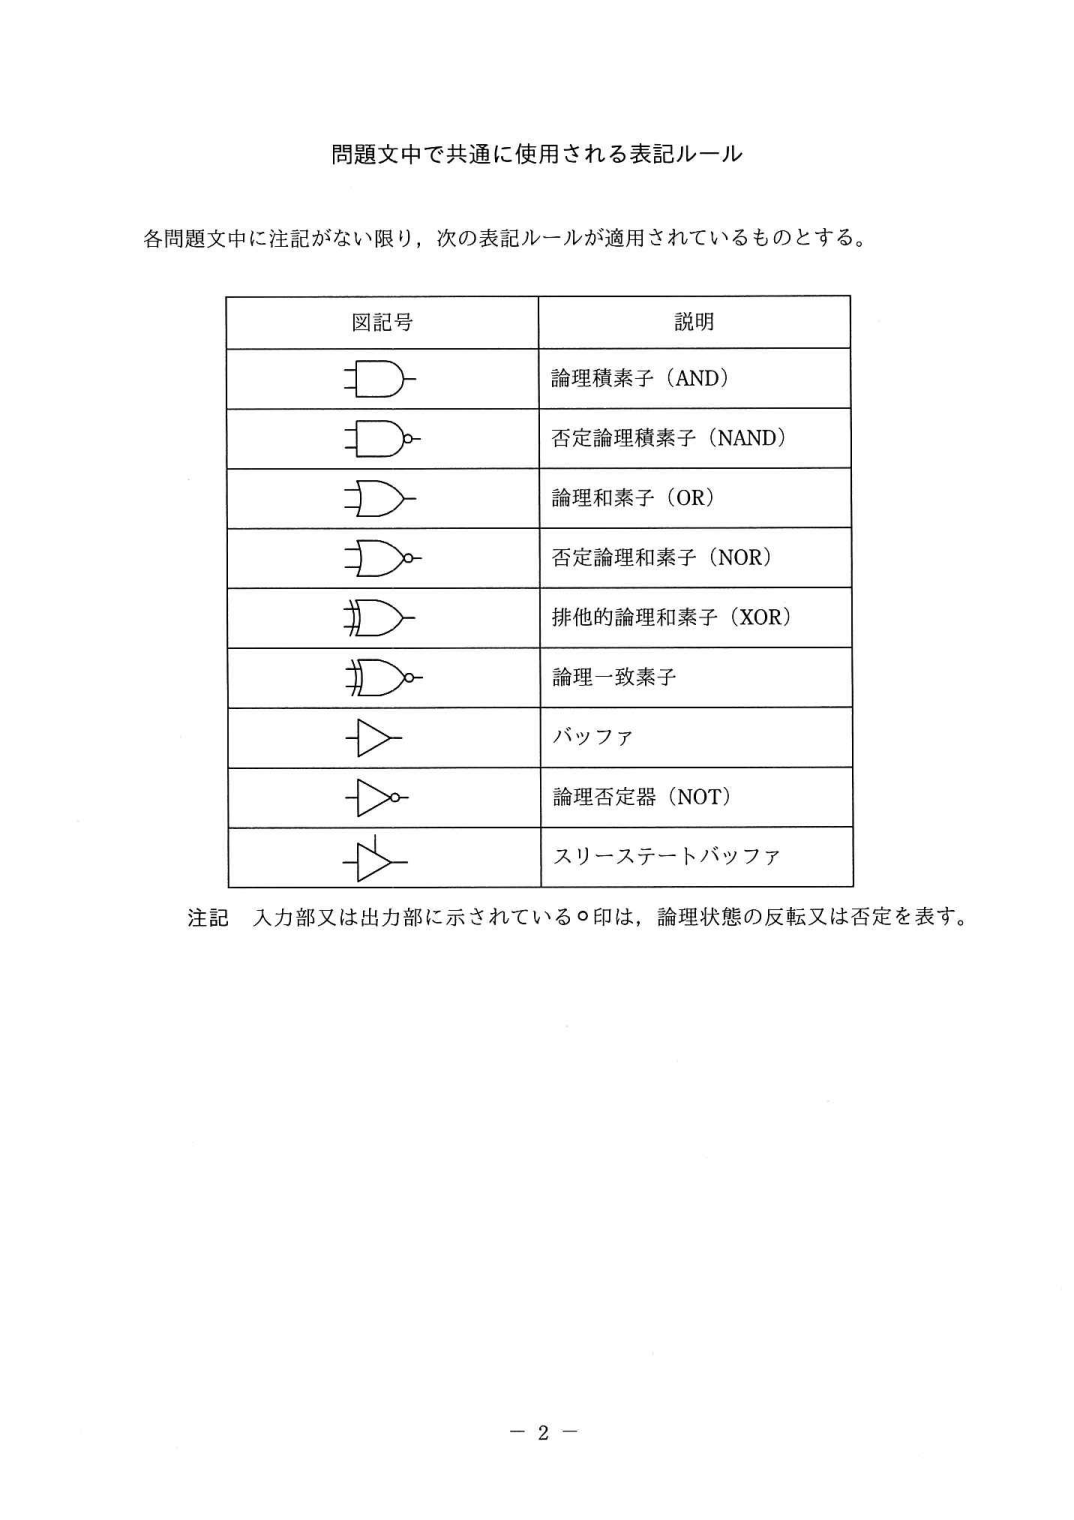 問題文中で共通に使用される表記ルール
各問題文中に注記がない限り，次の表記ルールが適用されているものとする。
図記号 説明
論理積素子（AND）
否定論理積素子（NAND）
論理和素子（OR）
否定論理和素子（NOR）
排他的論理和素子（XOR）
論理一致素子
バッファ
論理否定器（NOT）
スリーステートバッファ
注記　入力部又は出力部に示されている○印は，論理状態の反転又は否定を表す。
－ 2 －